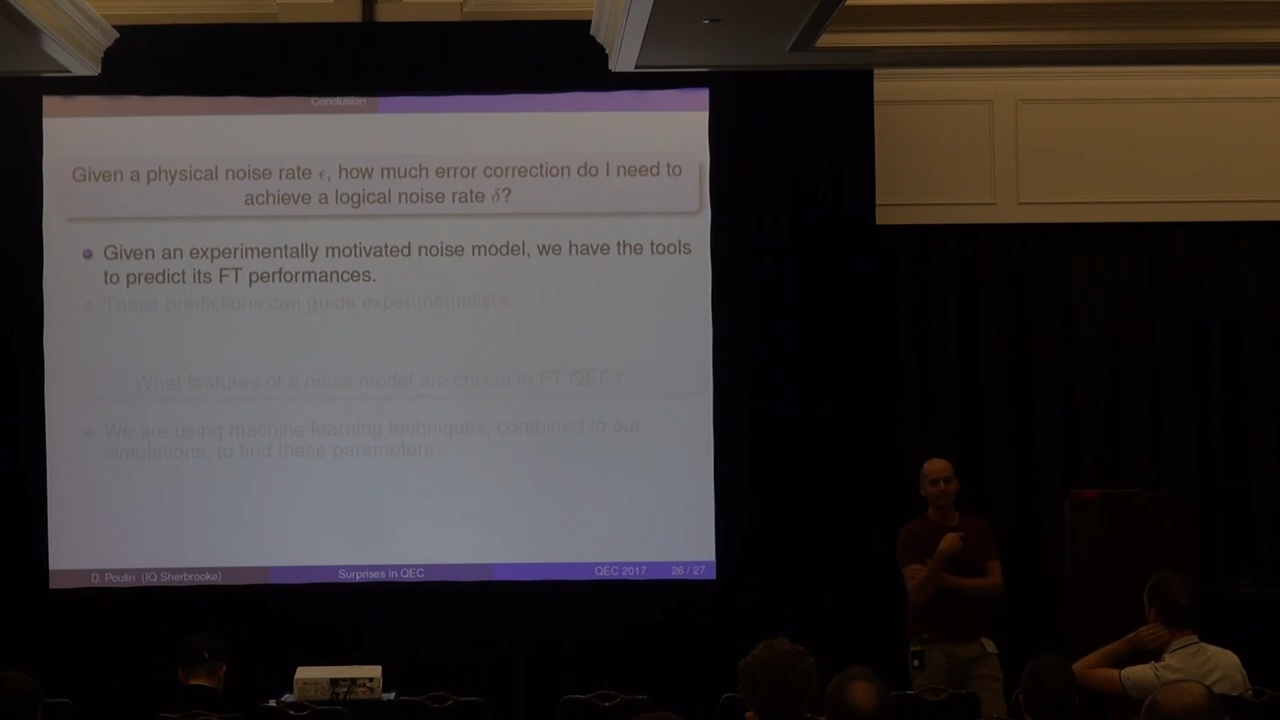 Conclusion
Given a physical noise rate ϵ, how much error correction do I need to
achieve a logical noise rate δ?
Given an experimentally motivated noise model, we have the tools
to predict its FT performances.
These predictions can guide experimentalists.
What features of a noise model are critical to FT QEC?
We are using machine learning techniques, combined to our
simulations, to find these parameters.
D. Poulin (IQ Sherbrooke)
Surprises in QEC
QEC 2017
26 / 27